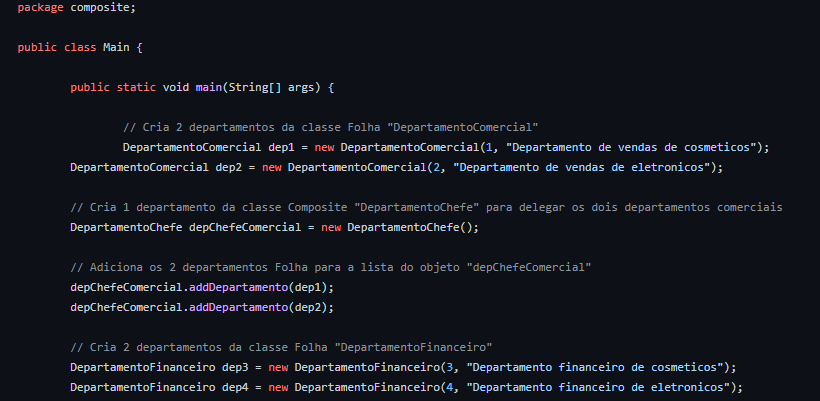 package composite;
public class Main {
public static void main(String[] args) {
// Cria 2 departamentos da classe Folha "DepartamentoComercial"
DepartamentoComercial dep1 = new DepartamentoComercial(1, "Departamento de vendas de cosmeticos");
DepartamentoComercial dep2 = new DepartamentoComercial(2, "Departamento de vendas de eletronicos");
// Cria 1 departamento da classe Composite "DepartamentoChefe" para delegar os dois departamentos comerciais
DepartamentoChefe depChefeComercial = new DepartamentoChefe();
// Adiciona os 2 departamentos Folha para a lista do objeto "depChefeComercial"
depChefeComercial.addDepartamento(dep1);
depChefeComercial.addDepartamento(dep2);
// Cria 2 departamentos da classe Folha "DepartamentoFinanceiro"
DepartamentoFinanceiro dep3 = new DepartamentoFinanceiro(3, "Departamento financeiro de cosmeticos");
DepartamentoFinanceiro dep4 = new DepartamentoFinanceiro(4, "Departamento financeiro de eletronicos");